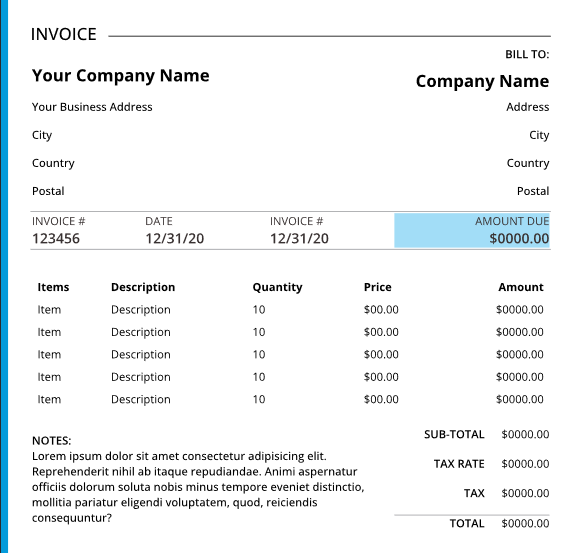 INVOICE
BILL TO:
Your Company Name
Company Name
Your Business Address
Address
City
City
Country
Country
Postal
Postal
INVOICE # DATE INVOICE # AMOUNT DUE
123456 12/31/20 12/31/20 $0000.00
Items Description Quantity Price Amount
Item Description 10 $00.00 $0000.00
Item Description 10 $00.00 $0000.00
Item Description 10 $00.00 $0000.00
Item Description 10 $00.00 $0000.00
Item Description 10 $00.00 $0000.00
SUB-TOTAL $0000.00
TAX RATE $0000.00
TAX $0000.00
TOTAL $0000.00
NOTES:
Lorem ipsum dolor sit amet consectetur adipisicing elit.
Reprehenderit nihil ab itaque repudiandae. Animi aspernatur
officiis dolorum soluta nobis minus tempore eveniet distinctio,
mollitia pariatur eligendi voluptatem, quod, reiciendis
consequuntur?